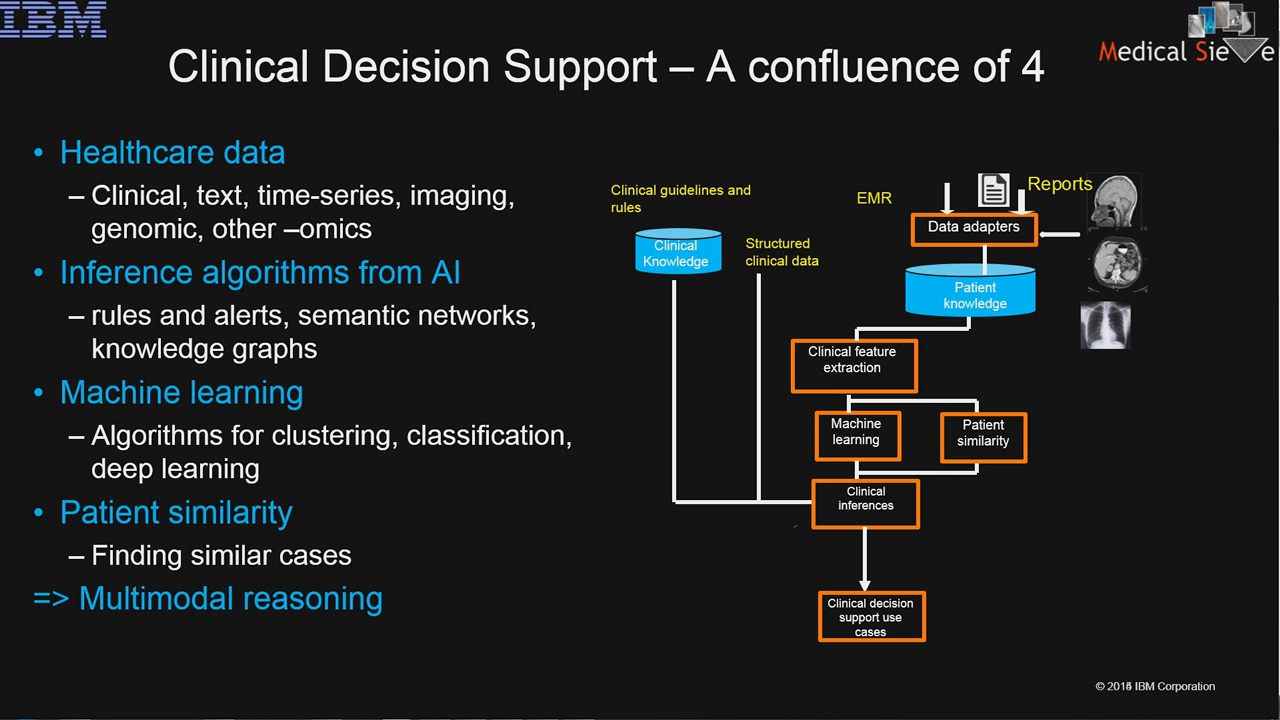 IBM
Medical Sieve
Clinical Decision Support – A confluence of 4
• Healthcare data
– Clinical, text, time-series, imaging,
genomic, other –omics
• Inference algorithms from AI
– rules and alerts, semantic networks,
knowledge graphs
• Machine learning
– Algorithms for clustering, classification,
deep learning
• Patient similarity
– Finding similar cases
=> Multimodal reasoning
Clinical guidelines and
rules
Clinical
Knowledge
Structured
clinical data
EMR
Reports
Data adapters
Patient
knowledge
Clinical feature
extraction
Machine
learning
Patient
similarity
Clinical
inferences
Clinical decision
support use
cases
© IBM Corporation